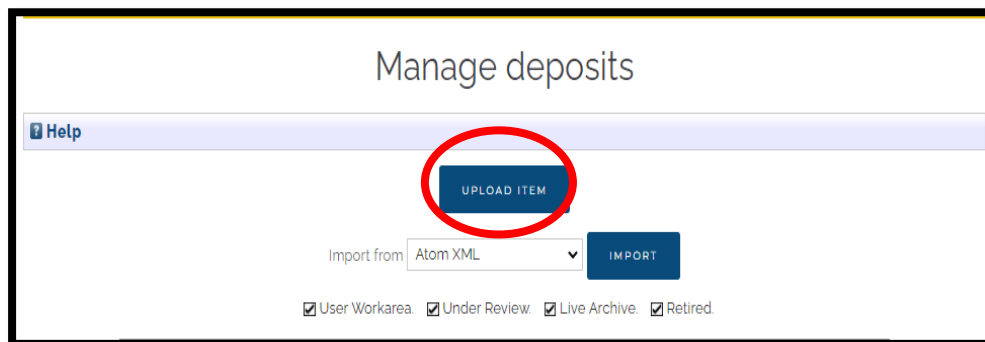 Manage deposits
? Help
UPLOAD ITEM
Import from Atom XML IMPORT
User Workarea. Under Review. Live Archive. Retired.